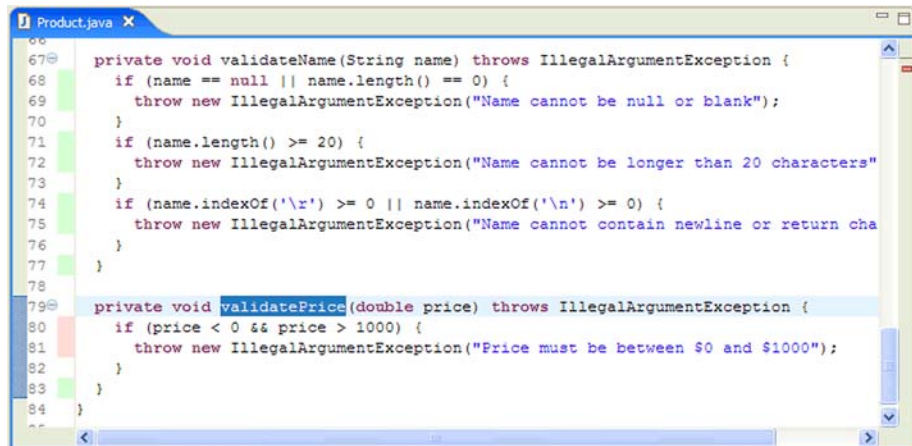 Product.java
66
67 private void validateName(String name) throws IllegalArgumentException {
68 if (name == null || name.length() == 0) {
69 throw new IllegalArgumentException("Name cannot be null or blank");
70 }
71 if (name.length() >= 20) {
72 throw new IllegalArgumentException("Name cannot be longer than 20 characters"
73 }
74 if (name.indexOf('\r') >= 0 || name.indexOf('\n') >= 0) {
75 throw new IllegalArgumentException("Name cannot contain newline or return cha
76 }
77 }
78
79 private void validatePrice(double price) throws IllegalArgumentException {
80 if (price < 0 && price > 1000) {
81 throw new IllegalArgumentException("Price must be between $0 and $1000");
82 }
83 }
84 }